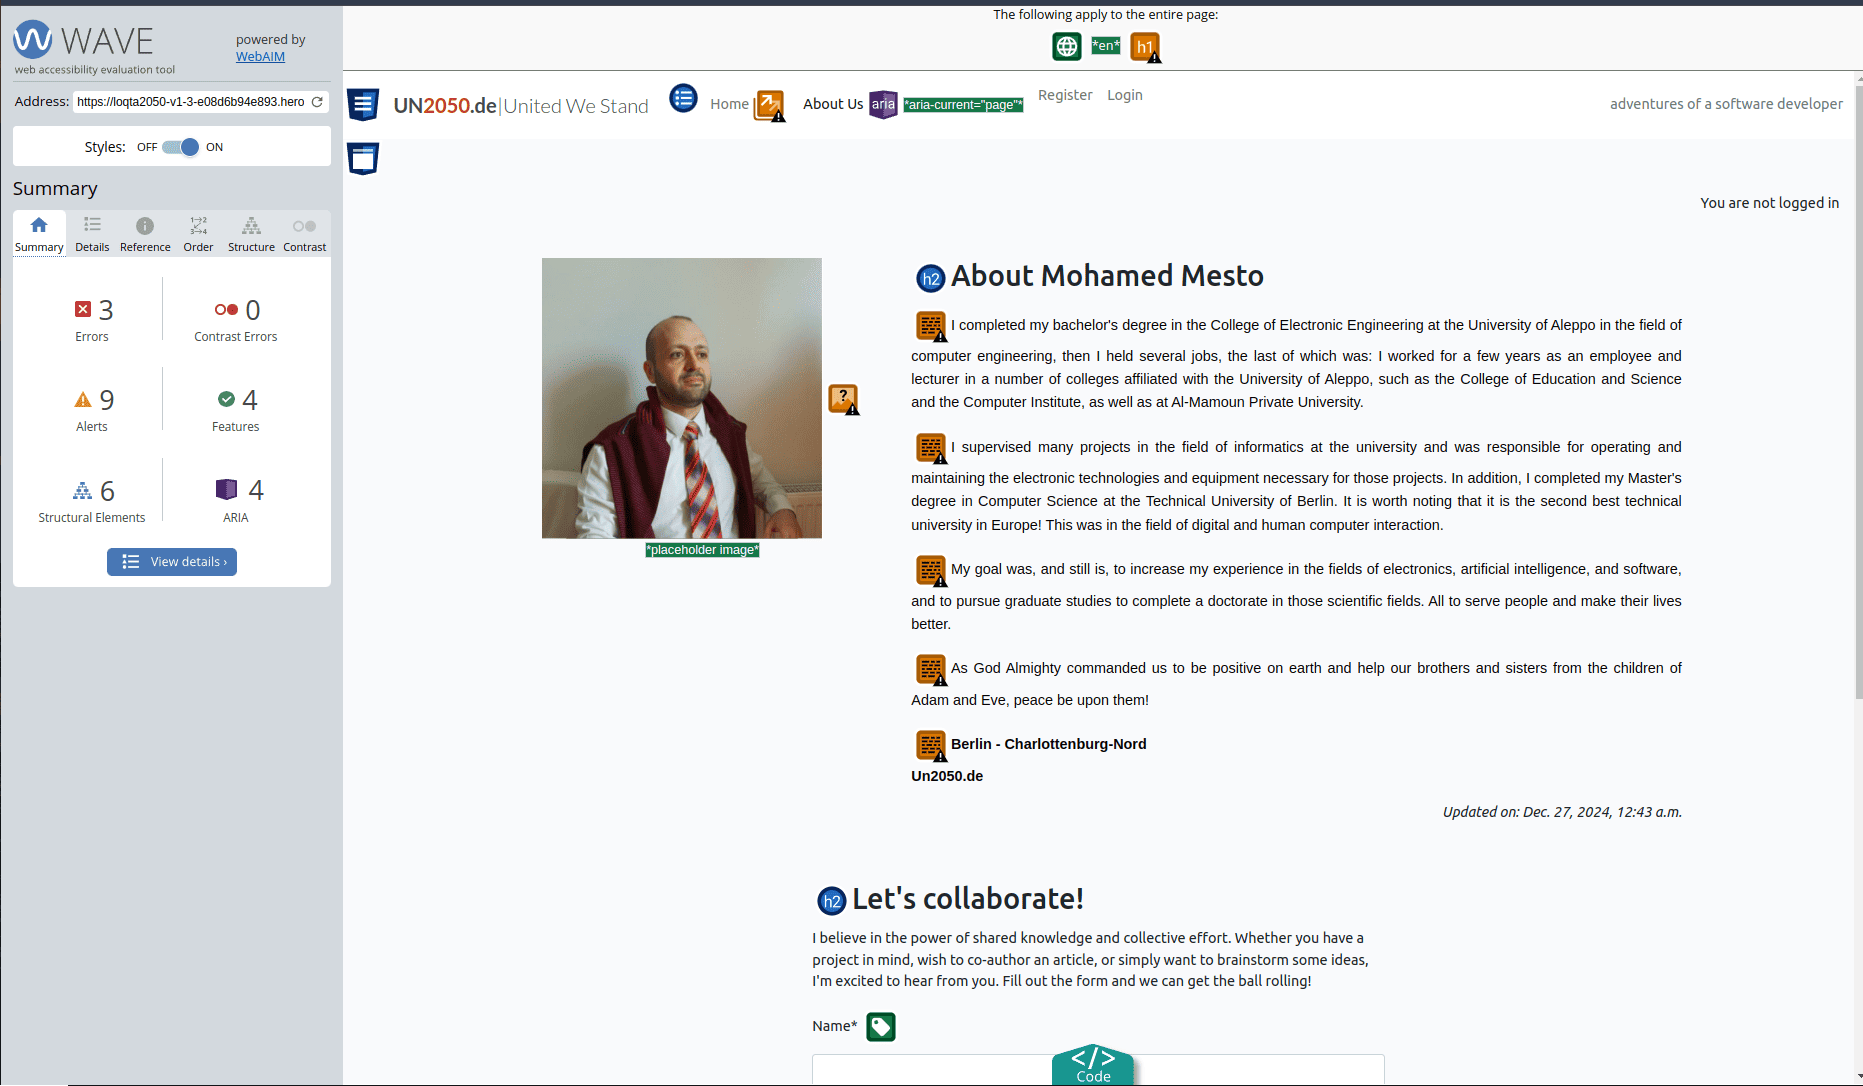 WAVE
powered by
WebAIM
web accessibility evaluation tool
Address: https://loqta2050-v1-3-e08d6b94e893.hero
Styles: OFF ON
Summary
Summary Details Reference Order Structure Contrast
3 Errors
0 Contrast Errors
9 Alerts
4 Features
6 Structural Elements
4 ARIA
View details ›
The following apply to the entire page:
*en* h1
UN2050.de|United We Stand Home About Us aria *aria-current="page"* Register Login adventures of a software developer
You are not logged in
*placeholder image*
h2 About Mohamed Mesto
I completed my bachelor's degree in the College of Electronic Engineering at the University of Aleppo in the field of
computer engineering, then I held several jobs, the last of which was: I worked for a few years as an employee and
lecturer in a number of colleges affiliated with the University of Aleppo, such as the College of Education and Science
and the Computer Institute, as well as at Al-Mamoun Private University.
I supervised many projects in the field of informatics at the university and was responsible for operating and
maintaining the electronic technologies and equipment necessary for those projects. In addition, I completed my Master's
degree in Computer Science at the Technical University of Berlin. It is worth noting that it is the second best technical
university in Europe! This was in the field of digital and human computer interaction.
My goal was, and still is, to increase my experience in the fields of electronics, artificial intelligence, and software,
and to pursue graduate studies to complete a doctorate in those scientific fields. All to serve people and make their lives
better.
As God Almighty commanded us to be positive on earth and help our brothers and sisters from the children of
Adam and Eve, peace be upon them!
Berlin - Charlottenburg-Nord
Un2050.de
Updated on: Dec. 27, 2024, 12:43 a.m.
h2 Let's collaborate!
I believe in the power of shared knowledge and collective effort. Whether you have a
project in mind, wish to co-author an article, or simply want to brainstorm some ideas,
I'm excited to hear from you. Fill out the form and we can get the ball rolling!
Name*
</> Code